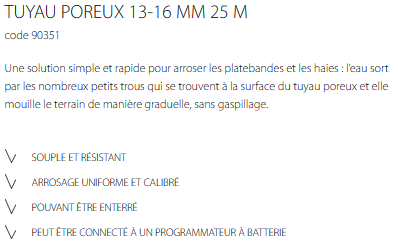 TUYAU POREUX 13-16 MM 25 M
code 90351
Une solution simple et rapide pour arroser les platebandes et les haies : l'eau sort
par les nombreux petits trous qui se trouvent à la surface du tuyau poreux et elle
mouille le terrain de manière graduelle, sans gaspillage.
SOUPLE ET RÉSISTANT
ARROSAGE UNIFORME ET CALIBRÉ
POUVANT ÊTRE ENTERRÉ
PEUT ÊTRE CONNECTÉ À UN PROGRAMMATEUR À BATTERIE